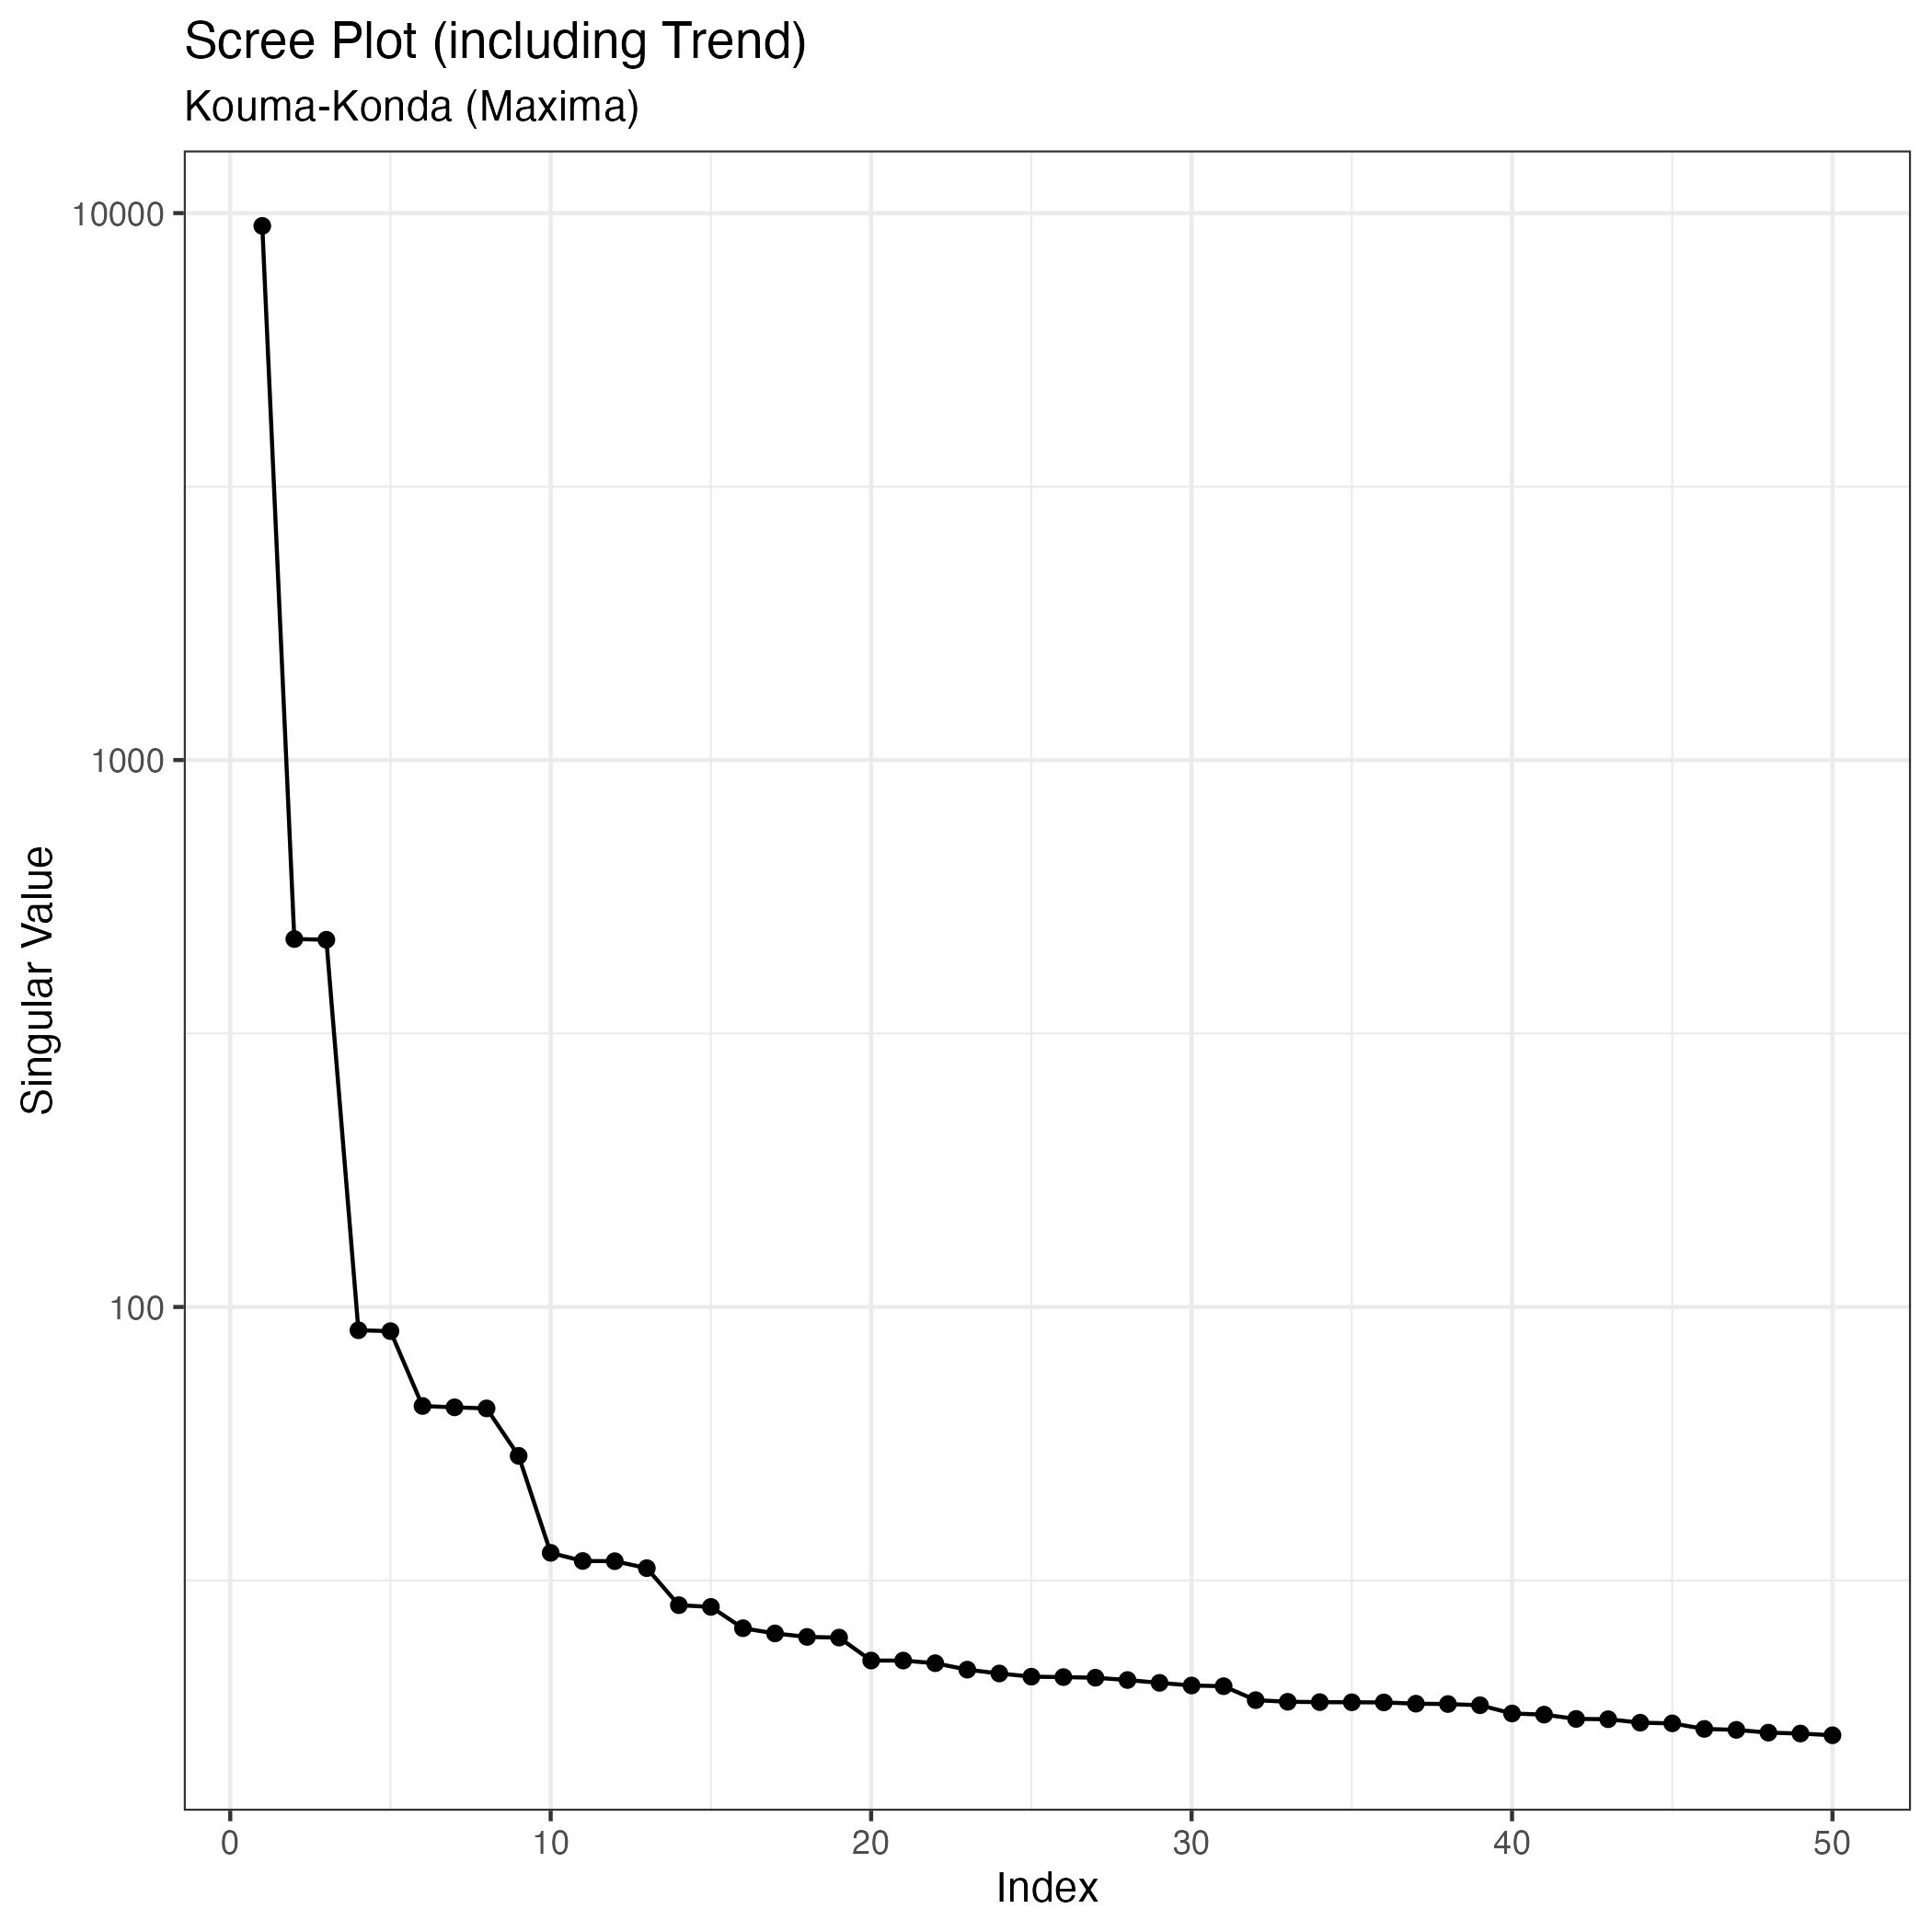 Scree Plot (including Trend)
Kouma-Konda (Maxima)
10000
1000
100
Singular Value
0 10 20 30 40 50
Index